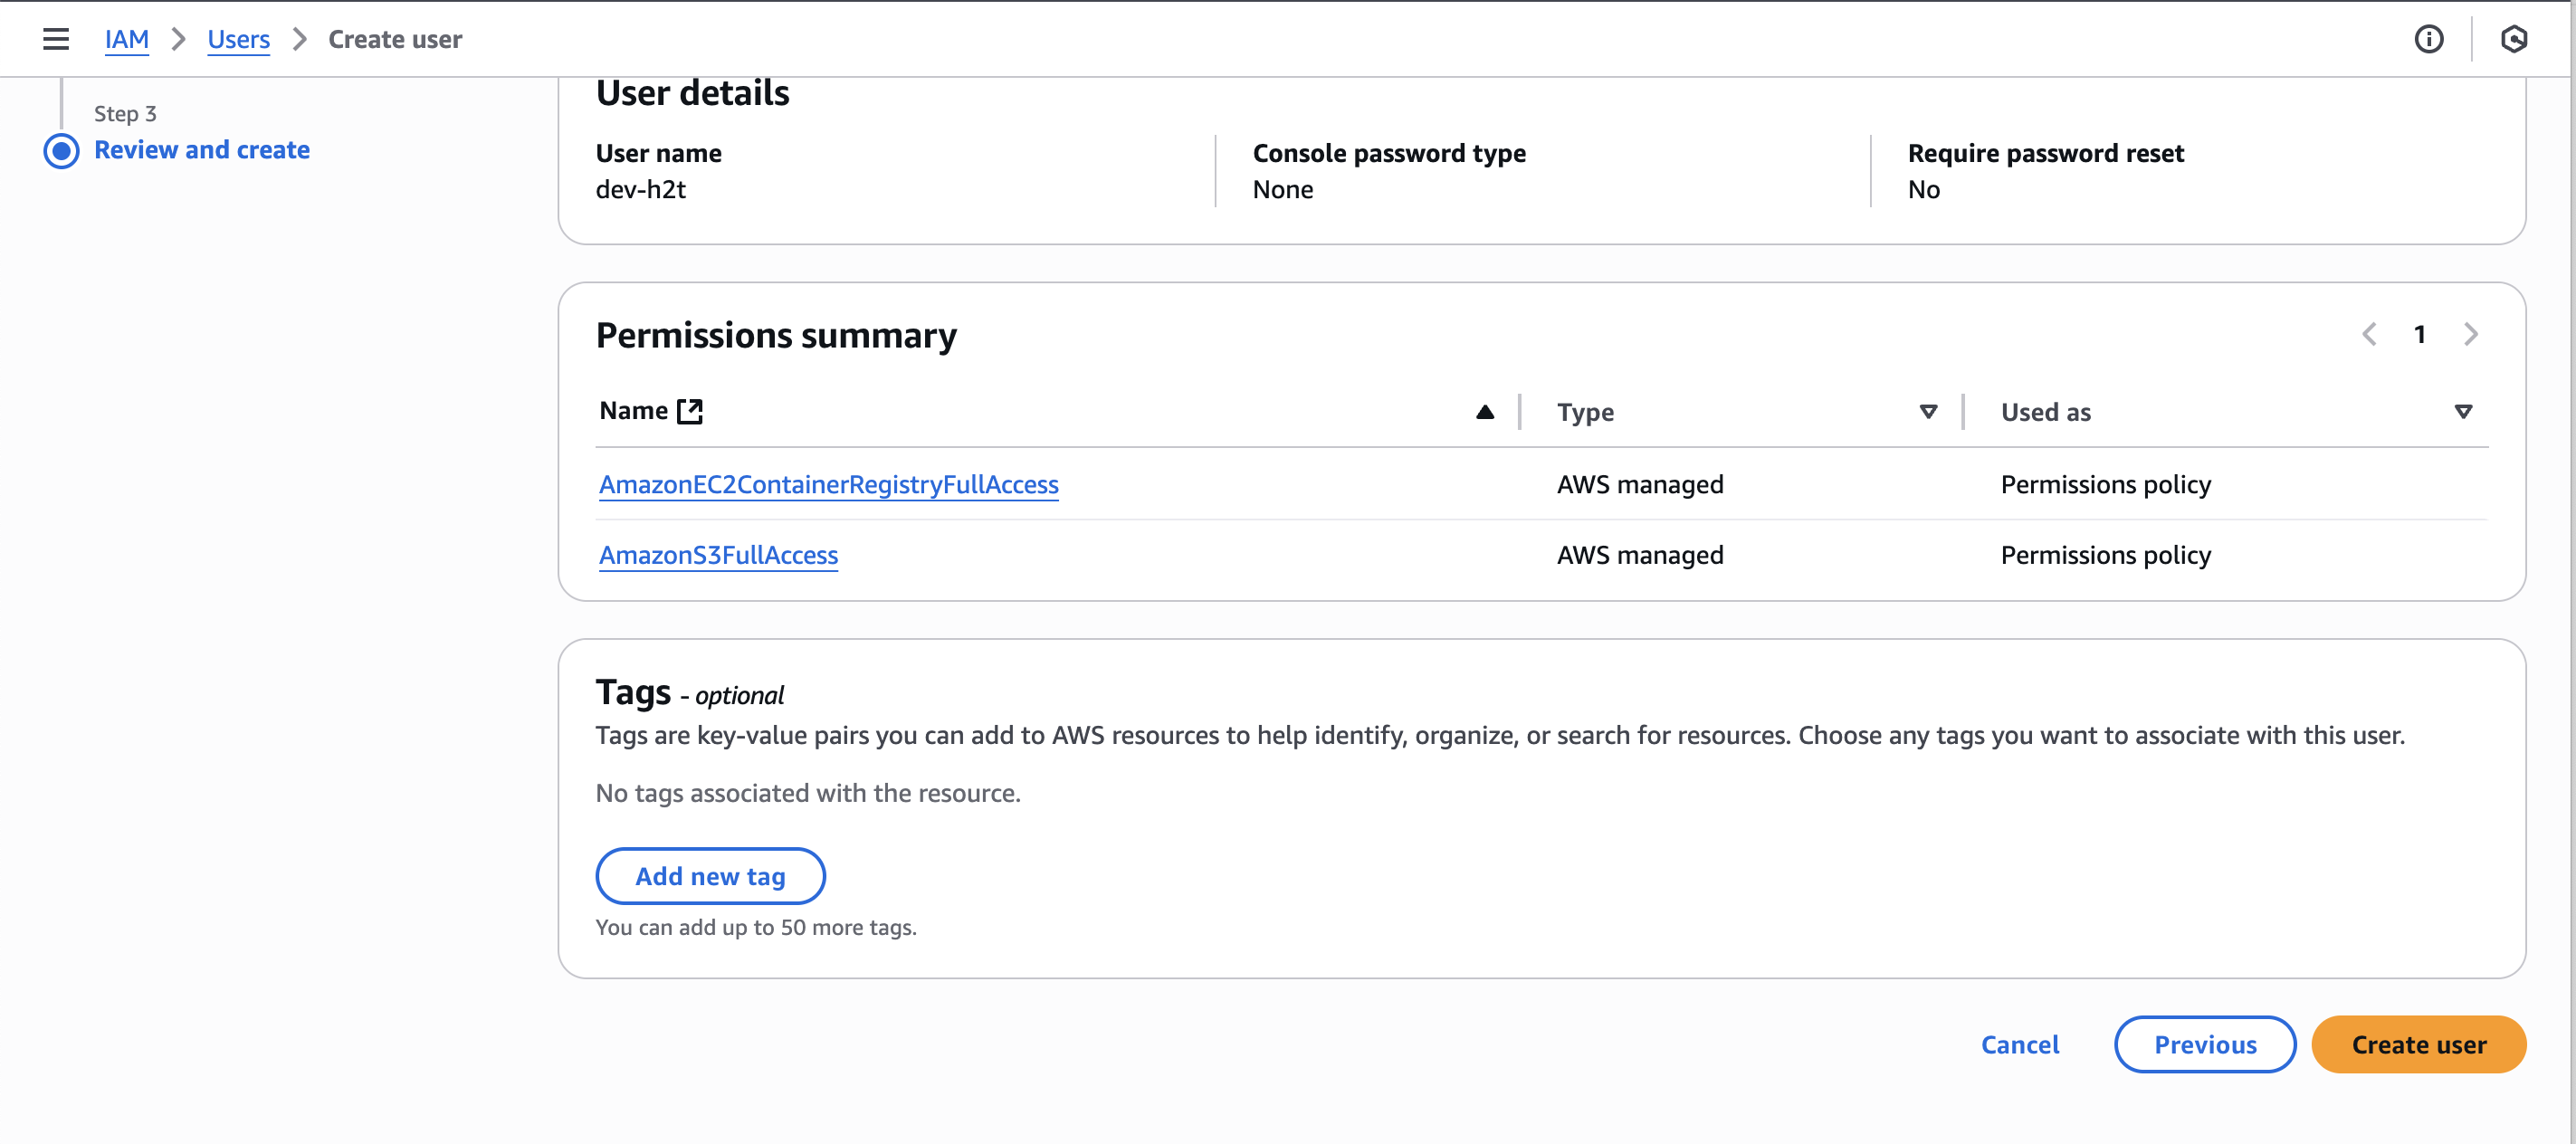 IAM > Users > Create user
Step 3
Review and create
User details
User name
dev-h2t
Console password type
None
Require password reset
No
Permissions summary
1
Name Type Used as
AmazonEC2ContainerRegistryFullAccess AWS managed Permissions policy
AmazonS3FullAccess AWS managed Permissions policy
Tags - optional
Tags are key-value pairs you can add to AWS resources to help identify, organize, or search for resources. Choose any tags you want to associate with this user.
No tags associated with the resource.
Add new tag
You can add up to 50 more tags.
Cancel Previous Create user